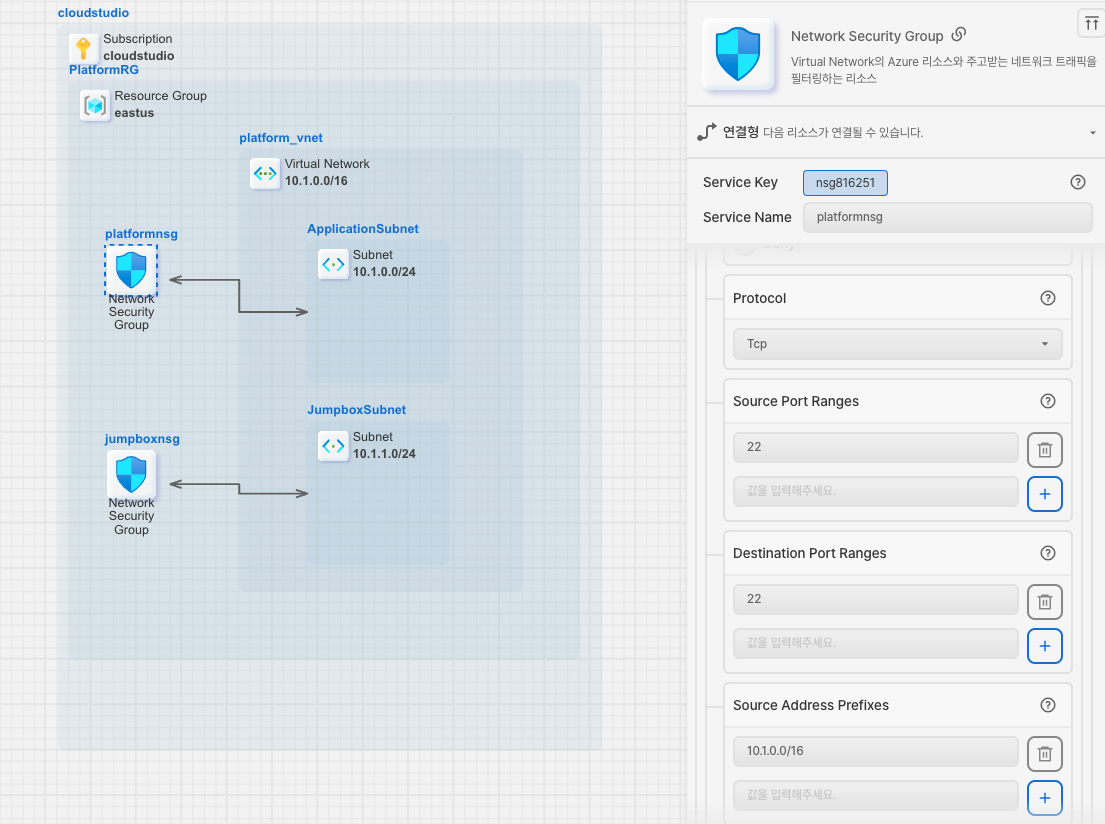 cloudstudio
Subscription
cloudstudio
PlatformRG
Resource Group
eastus
platform_vnet
Virtual Network
10.1.0.0/16
platformnsg
Network
Security
Group
ApplicationSubnet
Subnet
10.1.0.0/24
jumpboxnsg
Network
Security
Group
JumpboxSubnet
Subnet
10.1.1.0/24
Network Security Group
Virtual Network의 Azure 리소스와 주고받는 네트워크 트래픽을
필터링하는 리소스
연결형 다음 리소스가 연결될 수 있습니다.
Service Key nsg816251
Service Name platformnsg
Protocol
Tcp
Source Port Ranges
22
값을 입력해주세요.
Destination Port Ranges
22
값을 입력해주세요.
Source Address Prefixes
10.1.0.0/16
값을 입력해주세요.